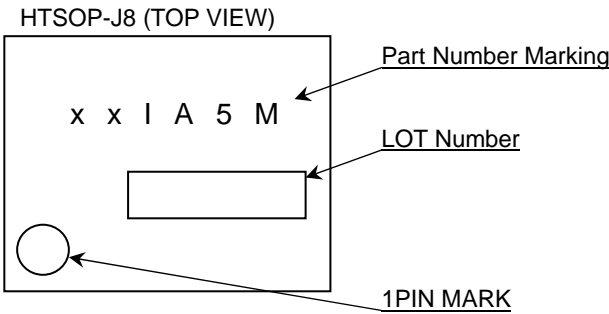 HTSOP-J8 (TOP VIEW)
Part Number Marking
x x I A 5 M
LOT Number
1PIN MARK